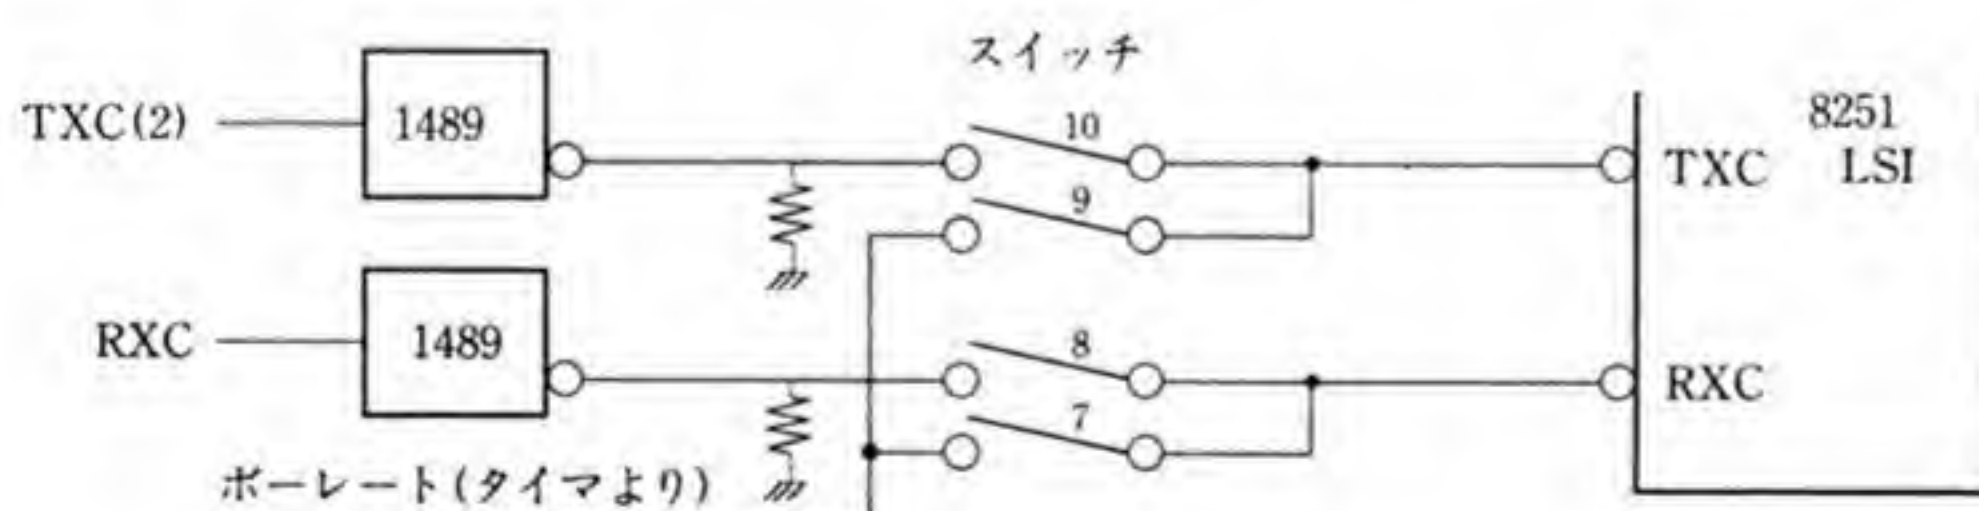 スイッチ
TXC(2)
1489
10
9
8251
LSI
TXC
RXC
1489
8
7
RXC
ボーレート(タイマより)